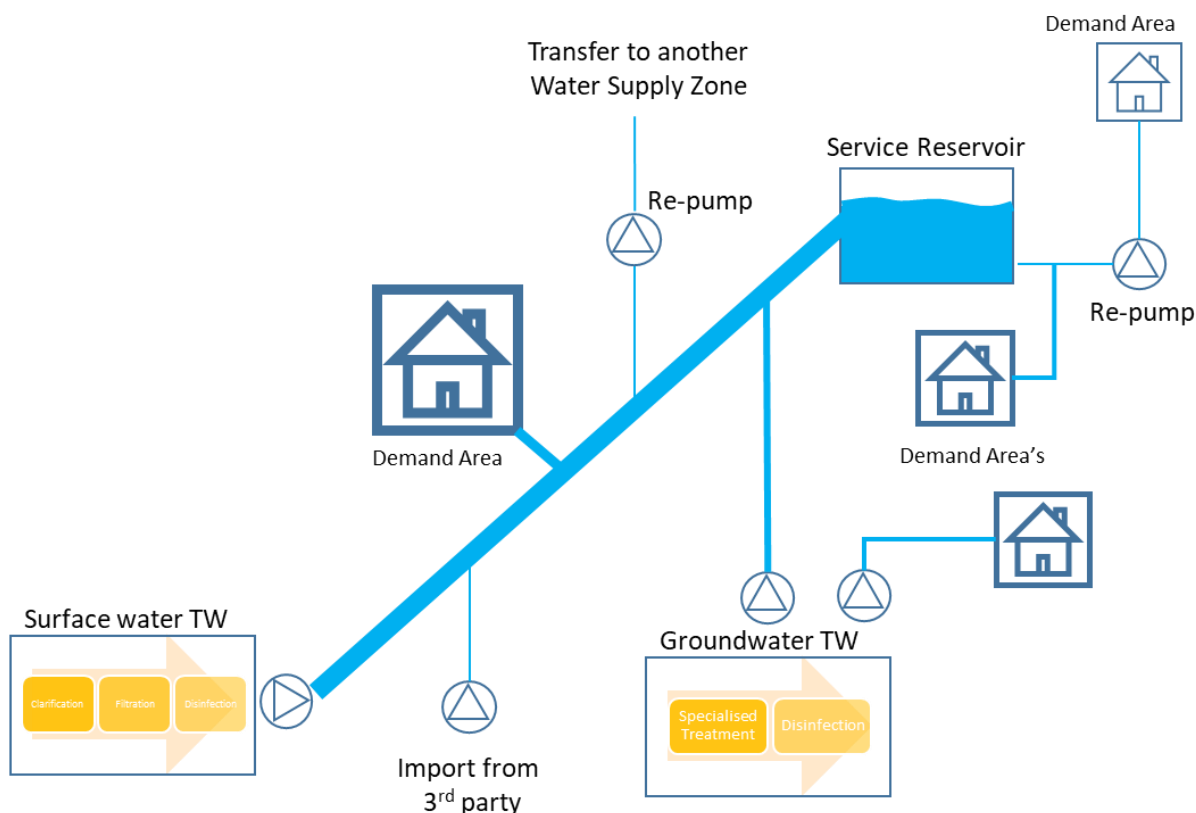 Demand Area
Transfer to another
Water Supply Zone
Service Reservoir
Re-pump
Re-pump
Demand Area
Demand Area's
Surface water TW
Clarification
Filtration
Disinfection
Groundwater TW
Specialised
Treatment
Disinfection
Import from
3rd party